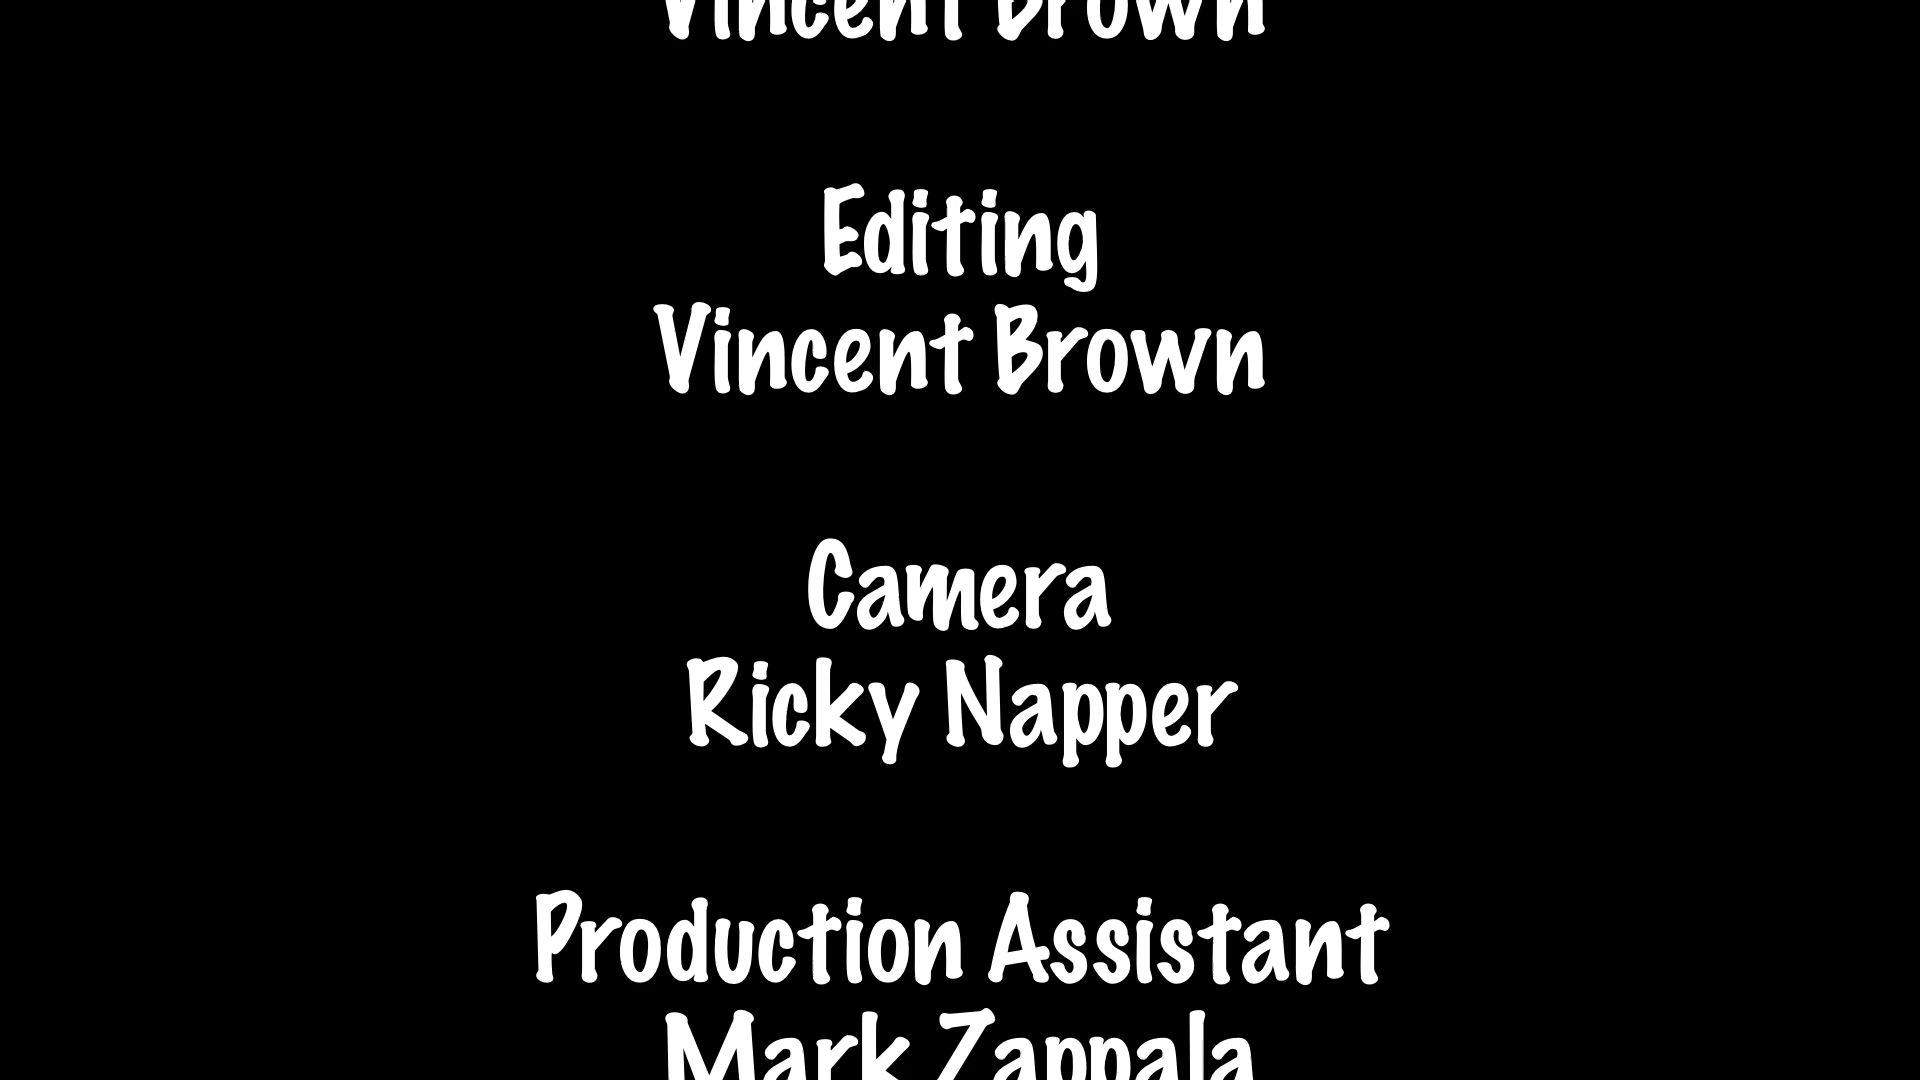 Vincent Brown
Editing
Vincent Brown
Camera
Ricky Napper
Production Assistant
Mark Zappala